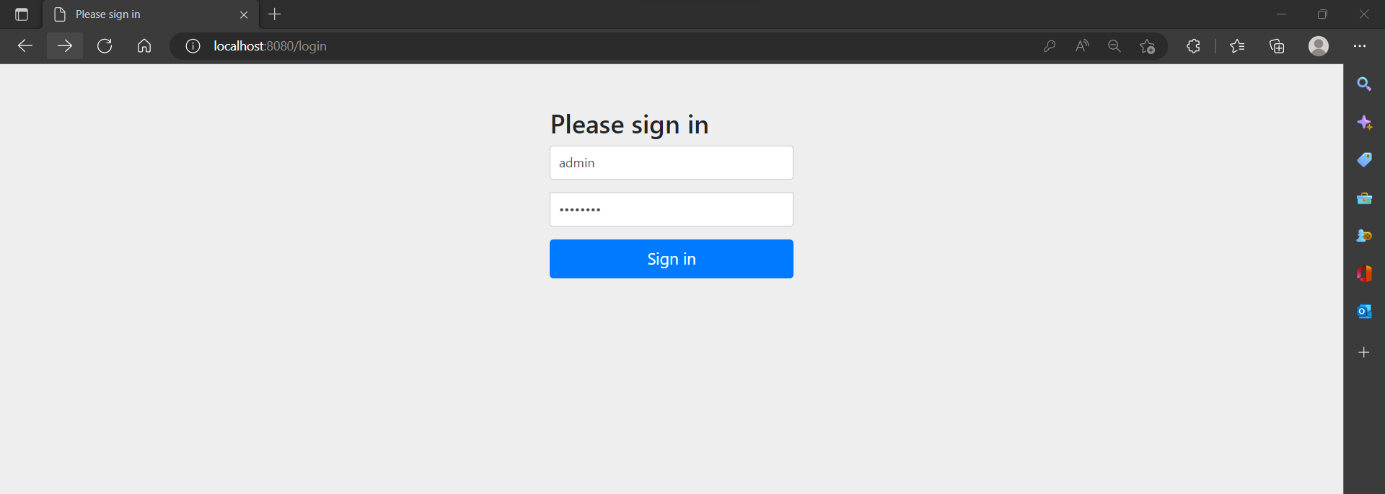 Please sign in
localhost:8080/login
Please sign in
admin
••••••••
Sign in